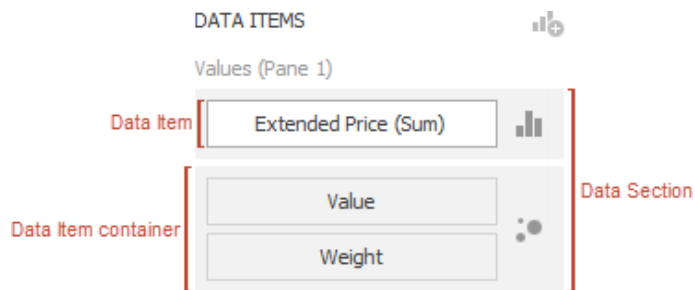 DATA ITEMS
Values (Pane 1)
Data Item
Extended Price (Sum)
Value
Data Section
Data Item container
Weight